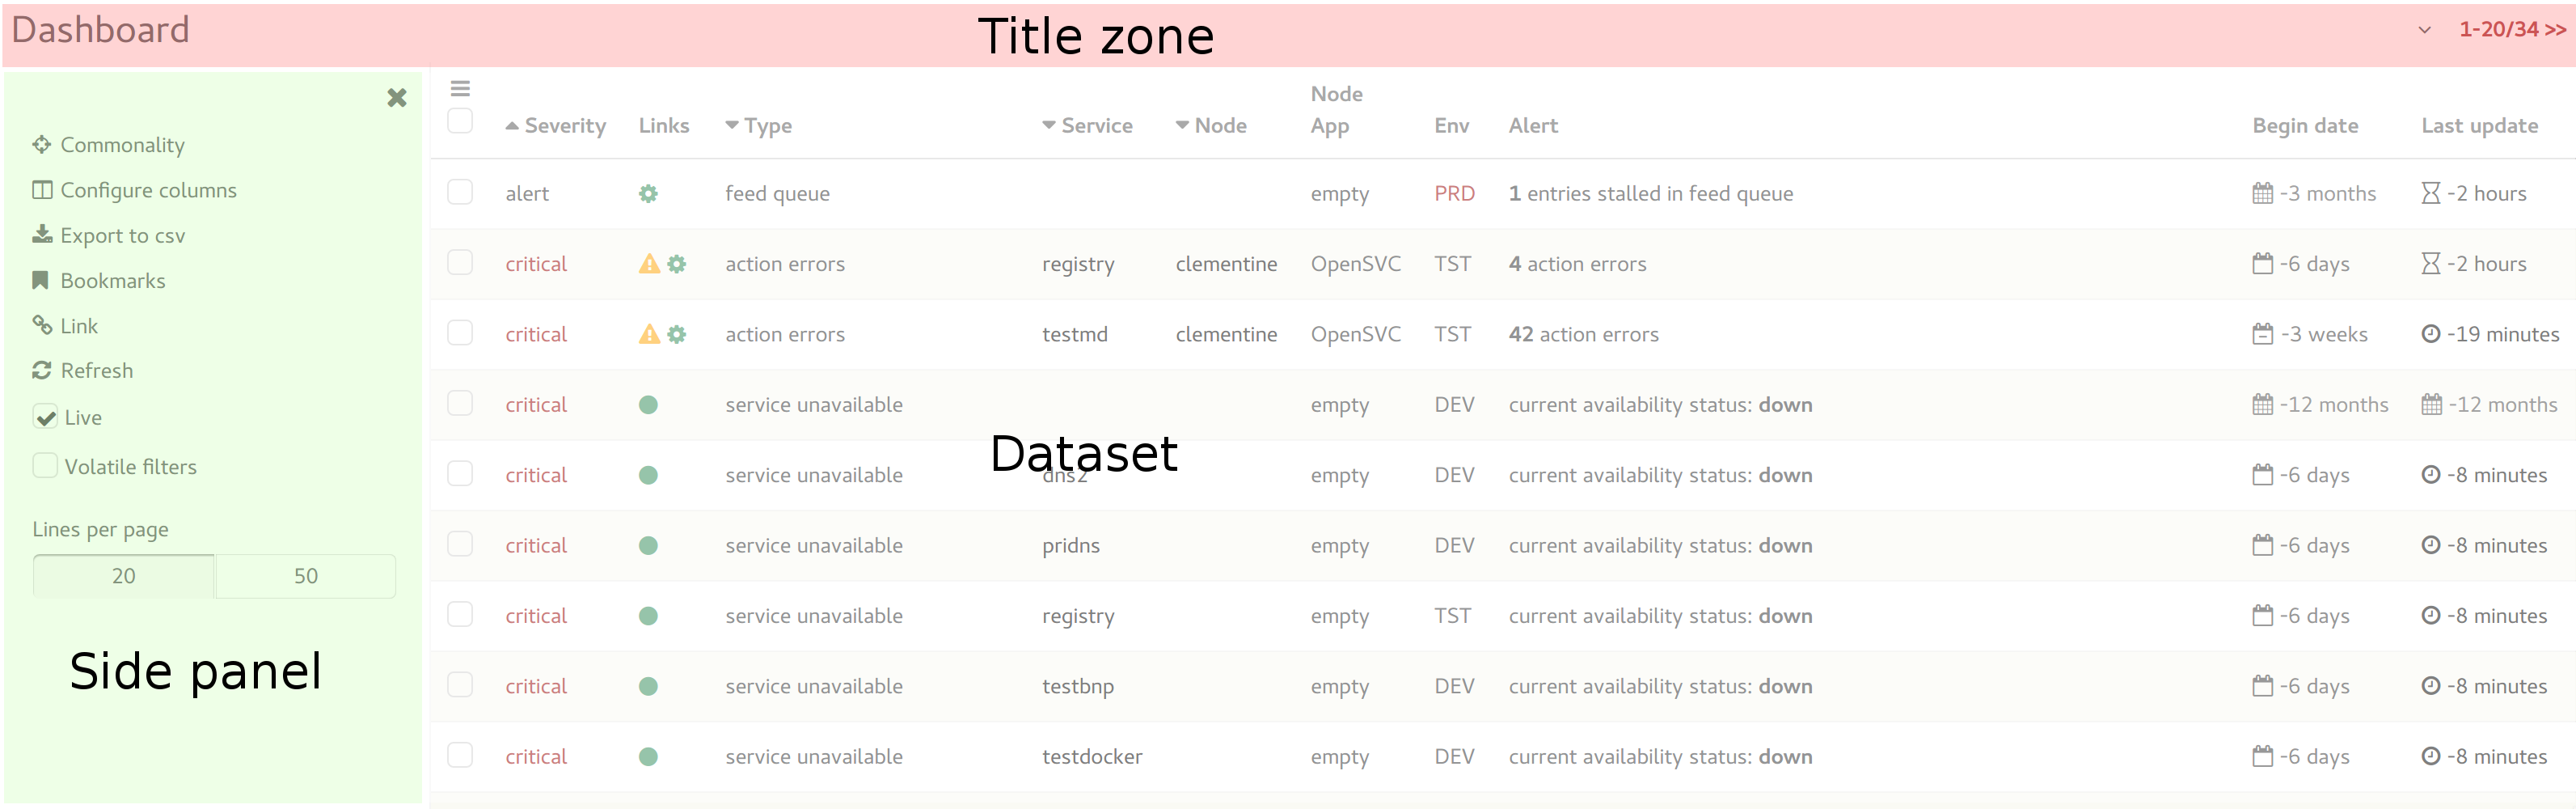 Dashboard Title zone 1-20/34 >>
Commonality
Configure columns
Export to csv
Bookmarks
Link
Refresh
Live
Volatile filters
Lines per page
20 50
Side panel
Severity Links Type Service Node Node App Env Alert Begin date Last update
alert feed queue empty PRD 1 entries stalled in feed queue -3 months -2 hours
critical action errors registry clementine OpenSVC TST 4 action errors -6 days -2 hours
critical action errors testmd clementine OpenSVC TST 42 action errors -3 weeks -19 minutes
critical service unavailable empty DEV current availability status: down -12 months -12 months
Dataset
critical service unavailable dns2 empty DEV current availability status: down -6 days -8 minutes
critical service unavailable pridns empty DEV current availability status: down -6 days -8 minutes
critical service unavailable registry empty TST current availability status: down -6 days -8 minutes
critical service unavailable testbnp empty DEV current availability status: down -6 days -8 minutes
critical service unavailable testdocker empty DEV current availability status: down -6 days -8 minutes